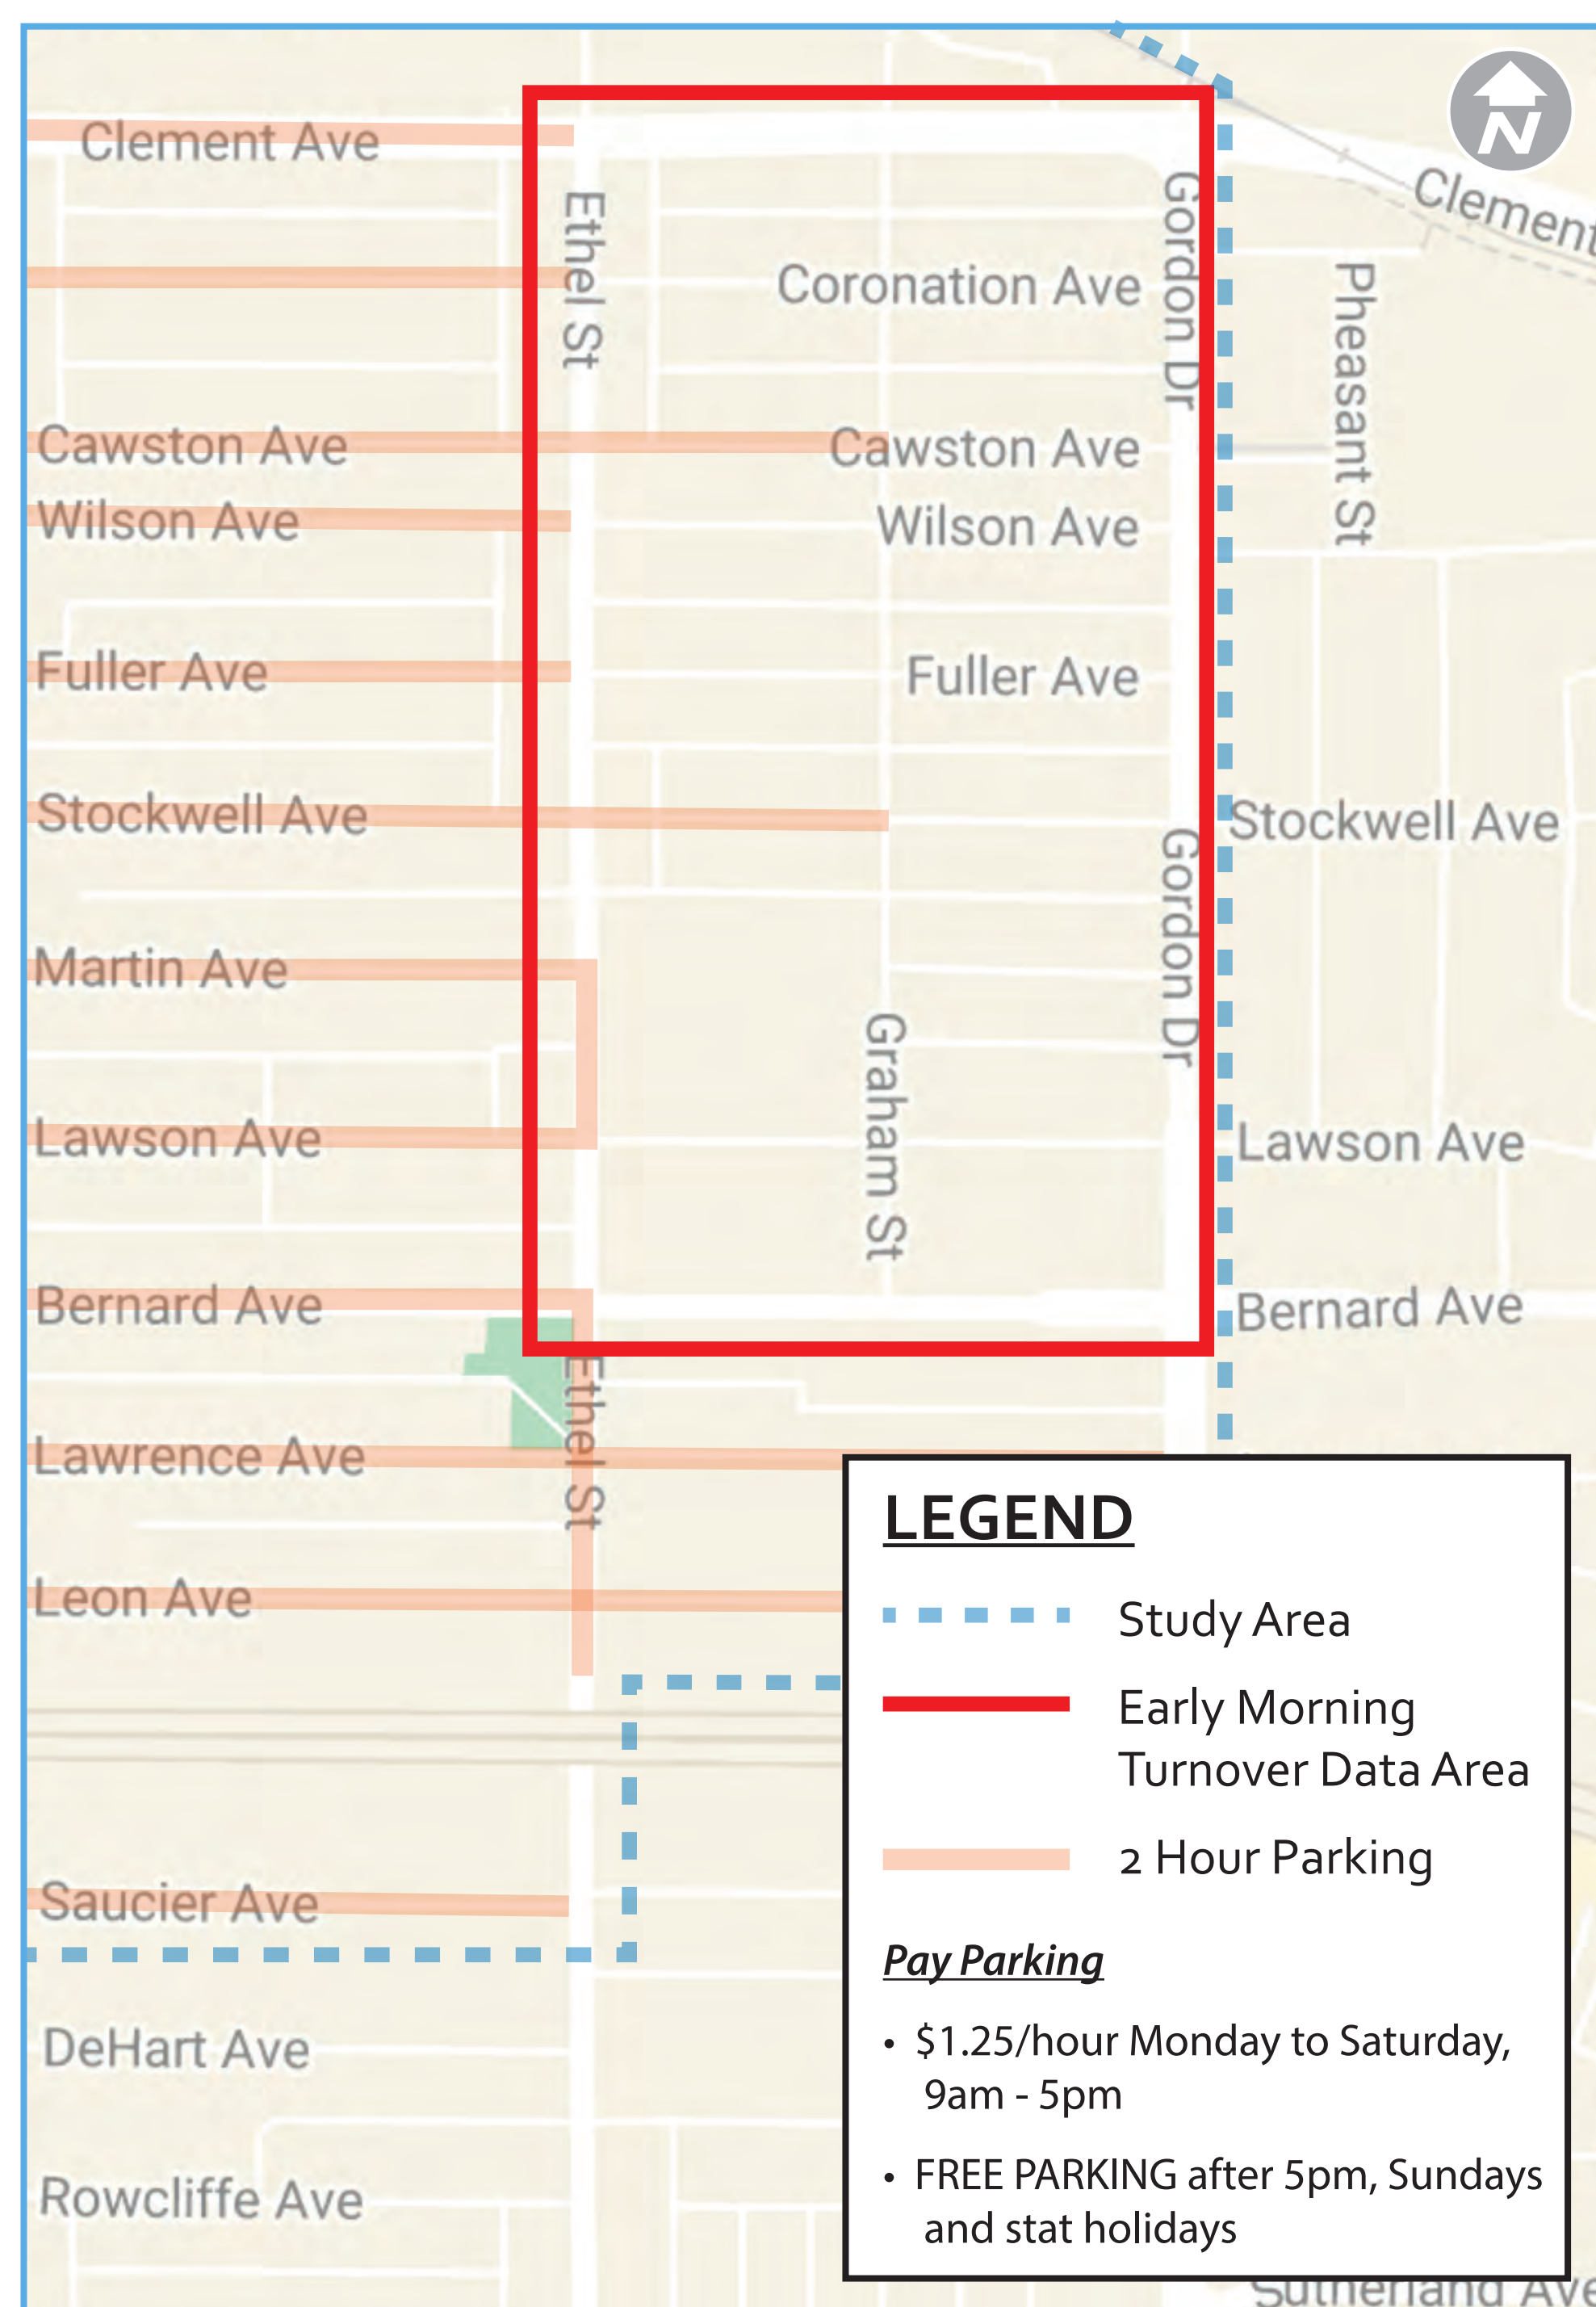 N
Clement Ave
Clement
Ethel St
Gordon Dr
Coronation Ave
Pheasant St
Cawston Ave
Cawston Ave
Wilson Ave
Wilson Ave
Fuller Ave
Fuller Ave
Stockwell Ave
Stockwell Ave
Gordon Dr
Martin Ave
Graham St
Lawson Ave
Lawson Ave
Bernard Ave
Bernard Ave
Ethel St
Lawrence Ave
Leon Ave
Saucier Ave
DeHart Ave
Rowcliffe Ave
LEGEND
Study Area
Early Morning
Turnover Data Area
2 Hour Parking
Pay Parking
• $1.25/hour Monday to Saturday,
9am - 5pm
• FREE PARKING after 5pm, Sundays
and stat holidays
Sutherland Ave